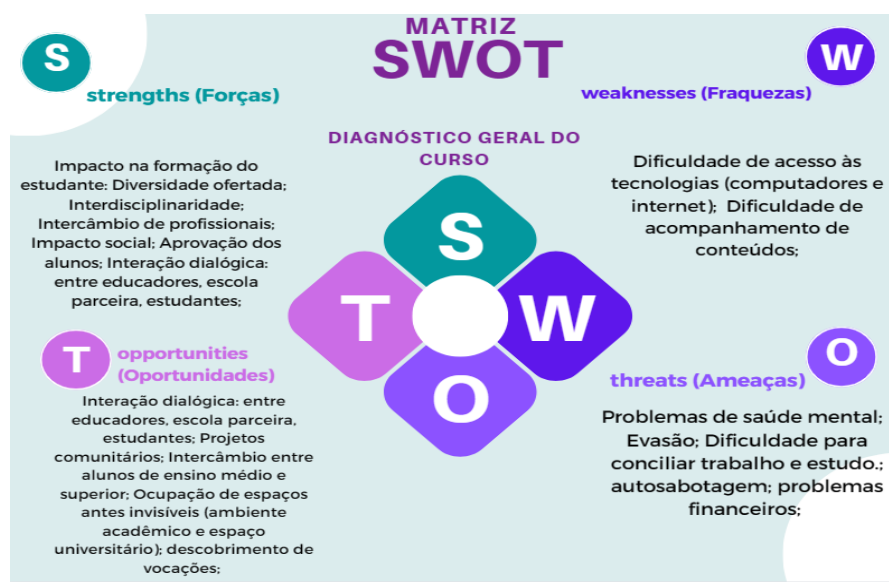 MATRIZ
SWOT
S
strengths (Forças)
W
weaknesses (Fraquezas)
DIAGNÓSTICO GERAL DO
CURSO
Impacto na formação do
estudante: Diversidade ofertada;
Interdisciplinaridade;
Intercâmbio de profissionais;
Impacto social; Aprovação dos
alunos; Interação dialógica:
entre educadores, escola
parceira, estudantes;
Dificuldade de acesso às
tecnologias (computadores e
internet); Dificuldade de
acompanhamento de
conteúdos;
S
T
W
O
T
opportunities
(Oportunidades)
Interação dialógica: entre
educadores, escola parceira,
estudantes; Projetos
comunitários; Intercâmbio entre
alunos de ensino médio e
superior; Ocupação de espaços
antes invisíveis (ambiente
acadêmico e espaço
universitário); descobrimento de
vocações;
O
threats (Ameaças)
Problemas de saúde mental;
Evasão; Dificuldade para
conciliar trabalho e estudo.;
autosabotagem; problemas
financeiros;